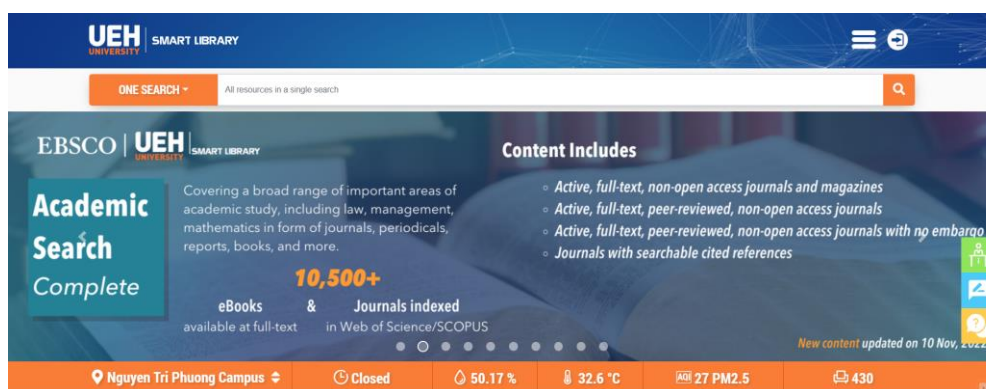 UEH
UNIVERSITY
SMART LIBRARY
ONE SEARCH
All resources in a single search
EBSCO | UEH
UNIVERSITY
SMART LIBRARY
Academic
Search
Complete
Covering a broad range of important areas of
academic study, including law, management,
mathematics in form of journals, periodicals,
reports, books, and more.
10,500+
eBooks & Journals indexed
available at full-text in Web of Science/SCOPUS
Content Includes
Active, full-text, non-open access journals and magazines
Active, full-text, peer-reviewed, non-open access journals
Active, full-text, peer-reviewed, non-open access journals with no embargo
Journals with searchable cited references
New content updated on 10 Nov, 2022
Nguyen Tri Phuong Campus
Closed
50.17 %
32.6 °C
AQI 27 PM2.5
430